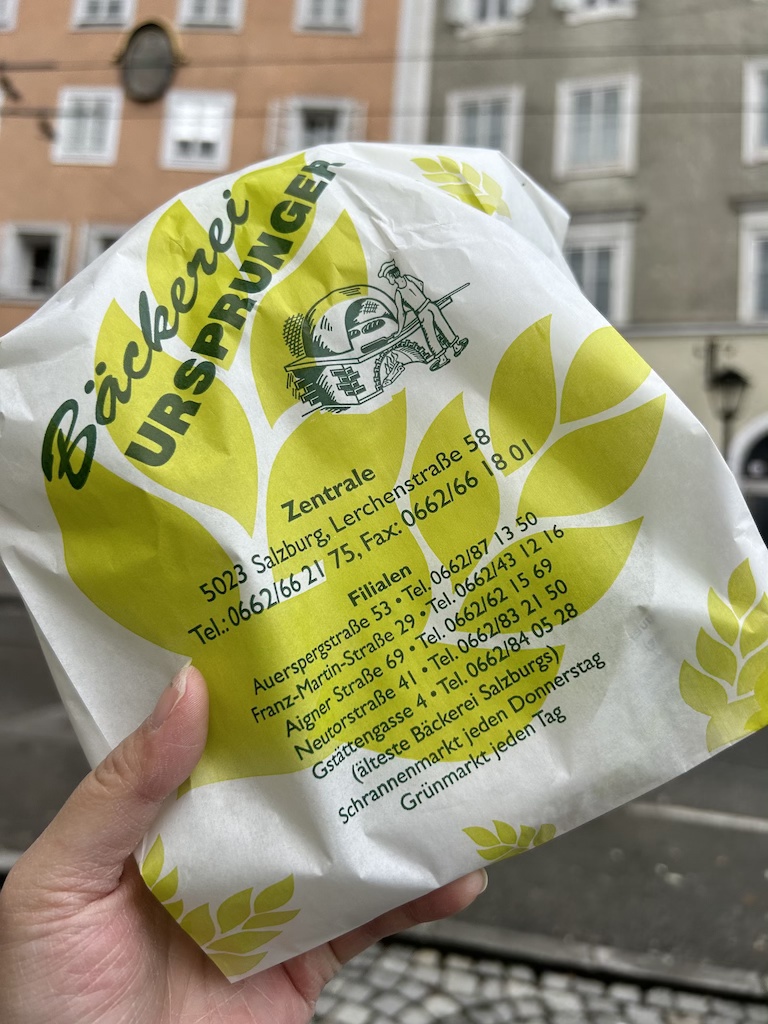 Bäckerei
URSPRUNGER
Zentrale
5023 Salzburg, Lerchenstraße 58
Tel.: 0662/66 21 75, Fax: 0662/66 18 01
Filialen
Auerspergstraße 53 • Tel. 0662/87 13 50
Franz-Martin-Straße 29 • Tel. 0662/43 12 16
Aigner Straße 69 • Tel. 0662/62 15 69
Neutorstraße 41 • Tel. 0662/83 21 50
Gstättengasse 4 • Tel. 0662/84 05 28
(älteste Bäckerei Salzburgs)
Schrannenmarkt jeden Donnerstag
Grünmarkt jeden Tag